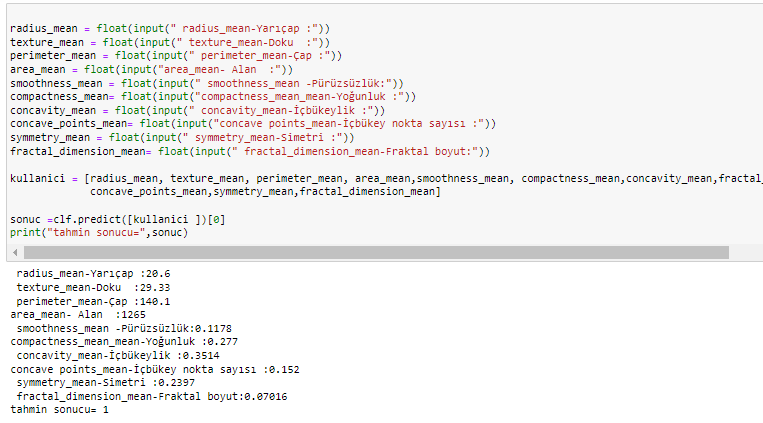 radius_mean = float(input(" radius_mean-Yarıçap :"))
texture_mean = float(input(" texture_mean-Doku  :"))
perimeter_mean = float(input(" perimeter_mean-Çap :"))
area_mean = float(input("area_mean- Alan  :"))
smoothness_mean = float(input(" smoothness_mean -Pürüzsüzlük:"))
compactness_mean= float(input("compactness_mean_mean-Yoğunluk :"))
concavity_mean = float(input(" concavity_mean-İçbükeylik :"))
concave_points_mean= float(input("concave points_mean-İçbükey nokta sayısı :"))
symmetry_mean = float(input(" symmetry_mean-Simetri :"))
fractal_dimension_mean= float(input(" fractal_dimension_mean-Fraktal boyut:"))
kullanici = [radius_mean, texture_mean, perimeter_mean, area_mean,smoothness_mean, compactness_mean,concavity_mean,fractal_
concave_points_mean,symmetry_mean,fractal_dimension_mean]
sonuc =clf.predict([kullanici ])[0]
print("tahmin sonucu=",sonuc)
radius_mean-Yarıçap :20.6
texture_mean-Doku  :29.33
perimeter_mean-Çap :140.1
area_mean- Alan  :1265
smoothness_mean -Pürüzsüzlük:0.1178
compactness_mean_mean-Yoğunluk :0.277
concavity_mean-İçbükeylik :0.3514
concave points_mean-İçbükey nokta sayısı :0.152
symmetry_mean-Simetri :0.2397
fractal_dimension_mean-Fraktal boyut:0.07016
tahmin sonucu= 1